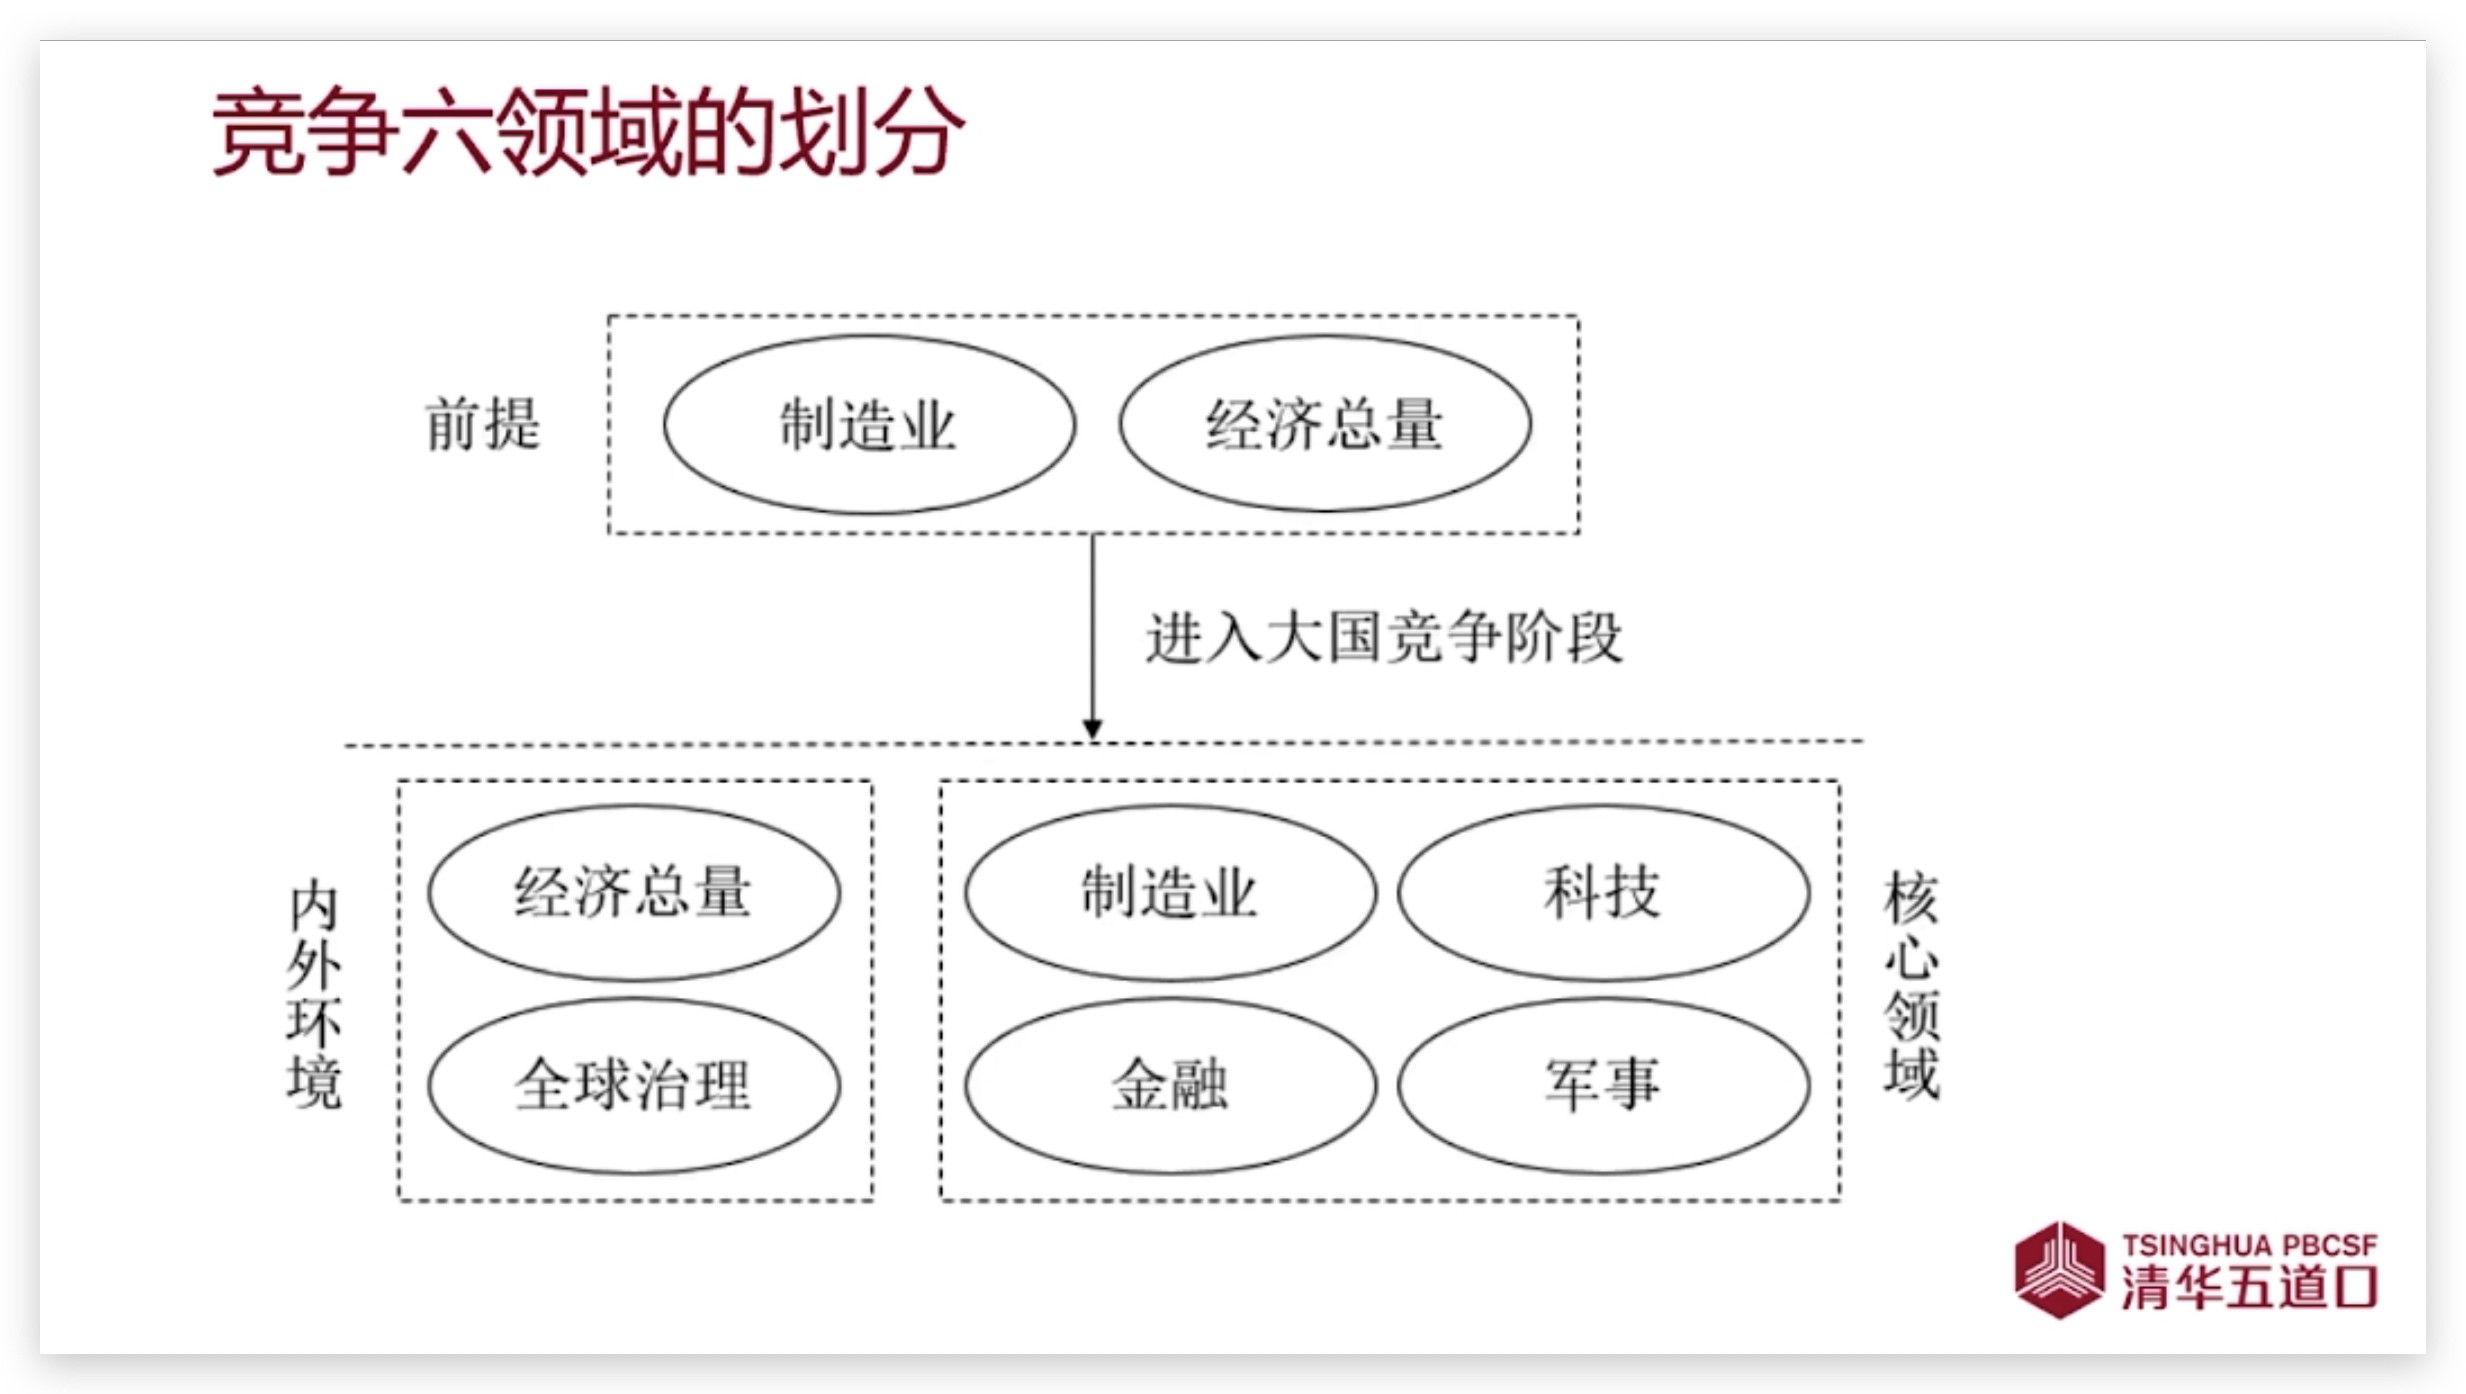 竞争六领域的划分
前提
制造业
经济总量
进入大国竞争阶段
内外环境
经济总量
全球治理
制造业
科技
金融
军事
核心领域
TSINGHUA PBCSF
清华五道口